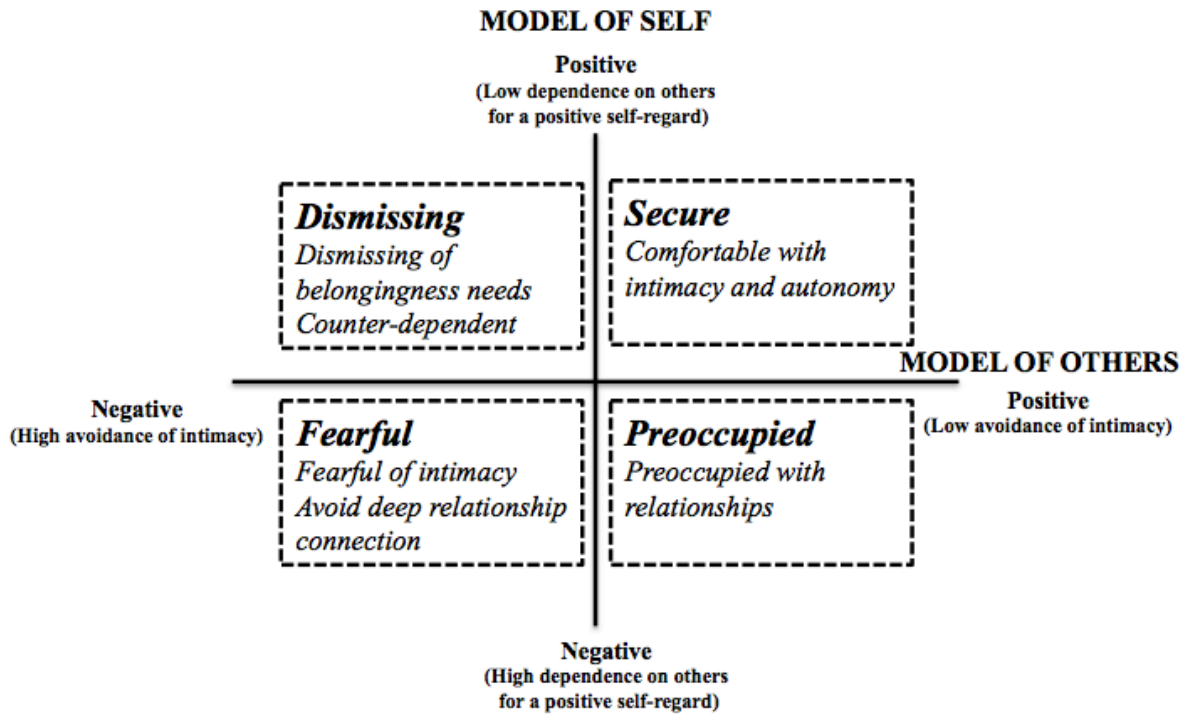 MODEL OF SELF
Positive
(Low dependence on others
for a positive self-regard)
Dismissing
Dismissing of
belongingness needs
Counter-dependent
Secure
Comfortable with
intimacy and autonomy
MODEL OF OTHERS
Negative
(High avoidance of intimacy)
Positive
(Low avoidance of intimacy)
Fearful
Fearful of intimacy
Avoid deep relationship
connection
Preoccupied
Preoccupied with
relationships
Negative
(High dependence on others
for a positive self-regard)